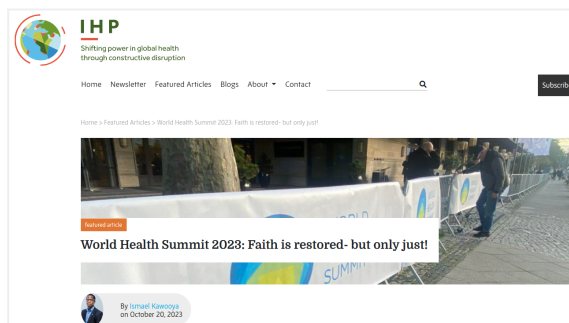 IHP
Shifting power in global health
through constructive disruption
Home Newsletter Featured Articles Blogs About Contact
Subscrib
Home > Featured Articles > World Health Summit 2023: Faith is restored- but only just!
WORLD
SUMMIT
featured article
World Health Summit 2023: Faith is restored- but only just!
By Ismael Kawooya
on October 20, 2023